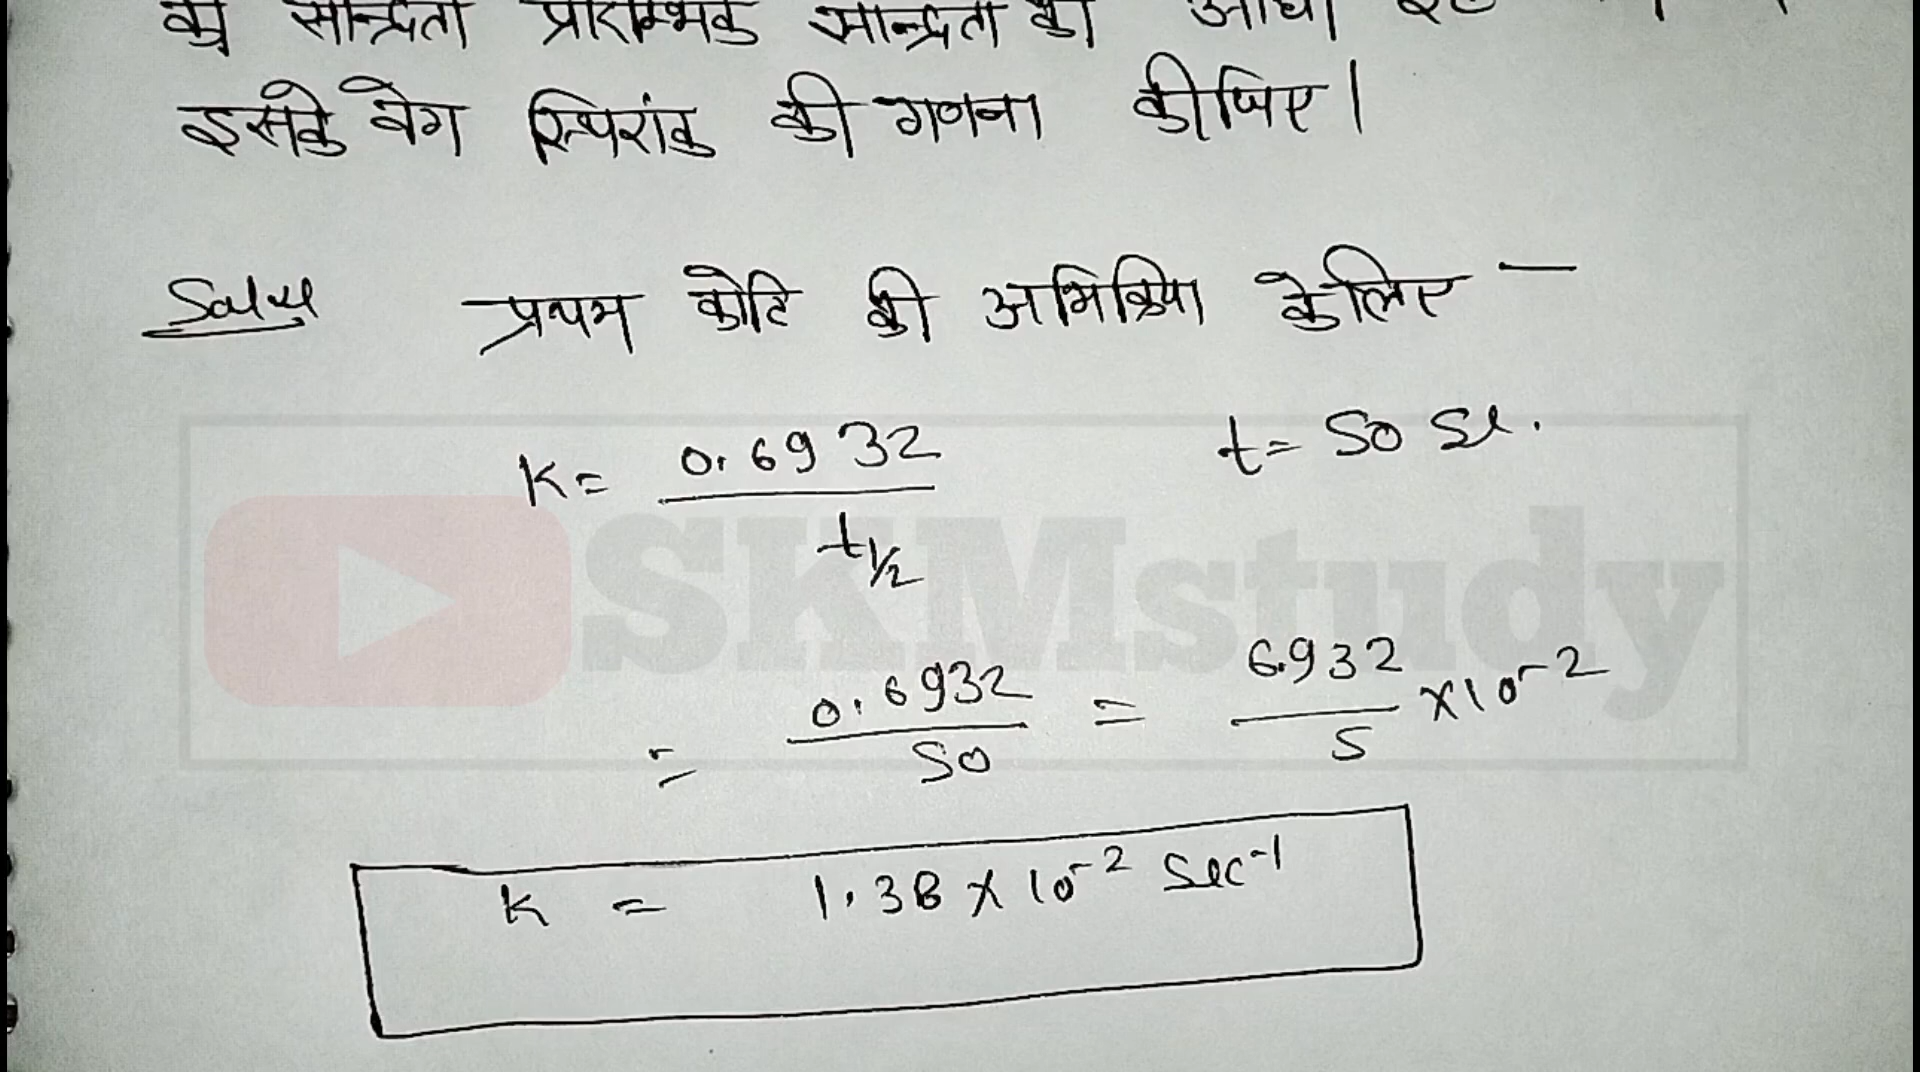 की सान्द्रता प्रारम्भिक सान्द्रता की आधी
इसके वेग स्थिरांक की गणना कीजिए।
Solve प्रथम कोटि की अभिक्रिया के लिए —
K = 0.6932 / t1/2 t = 50 Se.
SKMstudy
= 0.6932 / 50 = 6.932 / 5 × 10^-2
K = 1.38 × 10^-2 Sec^-1